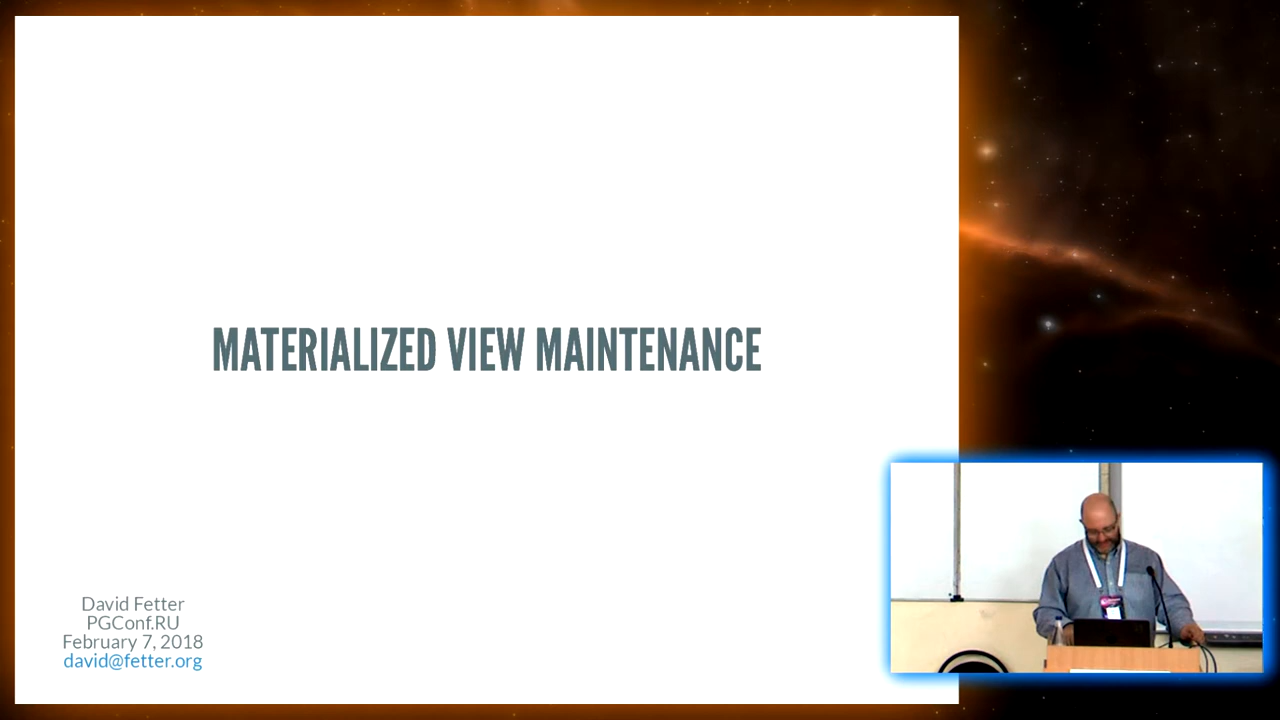 MATERIALIZED VIEW MAINTENANCE
David Fetter
PGConf.RU
February 7, 2018
david@fetter.org